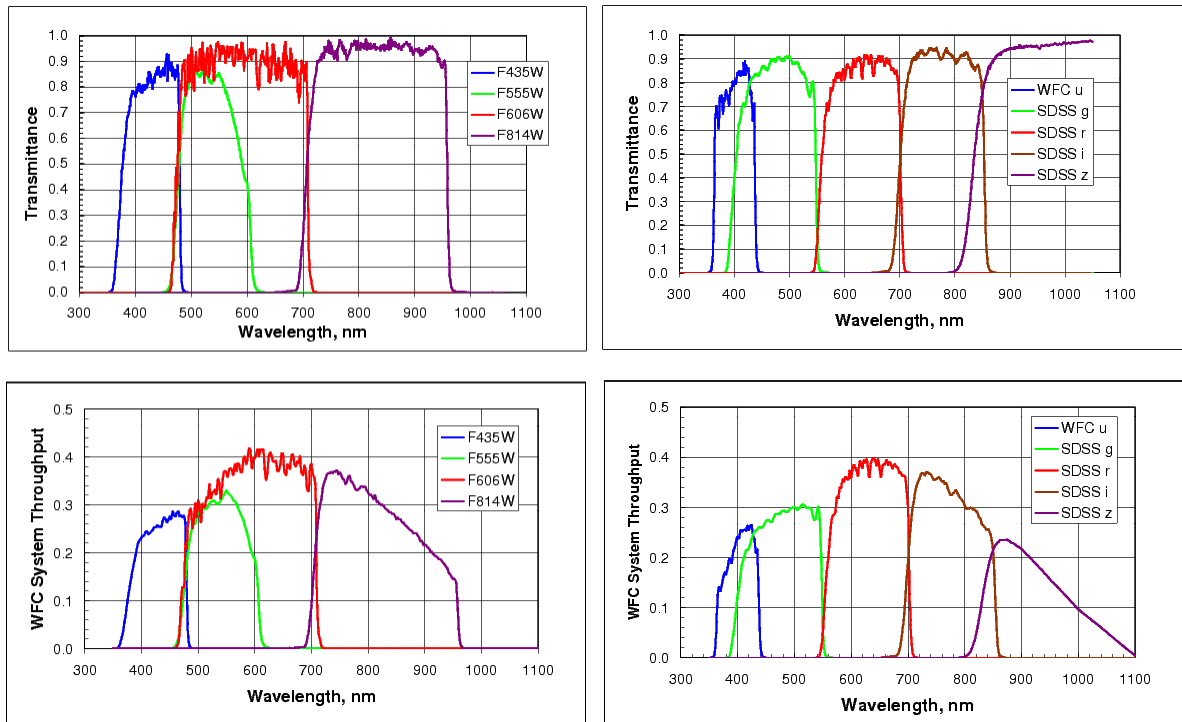 Transmittance
1.0
0.9
0.8
0.7
0.6
0.5
0.4
0.3
0.2
0.1
0.0
300 400 500 600 700 800 900 1000 1100
Wavelength, nm
F435W
F555W
F606W
F814W
Transmittance
1.0
0.9
0.8
0.7
0.6
0.5
0.4
0.3
0.2
0.1
0.0
300 400 500 600 700 800 900 1000 1100
Wavelength, nm
WFC u
SDSS g
SDSS r
SDSS i
SDSS z
WFC System Throughput
0.5
0.4
0.3
0.2
0.1
0.0
300 400 500 600 700 800 900 1000 1100
Wavelength, nm
F435W
F555W
F606W
F814W
WFC System Throughput
0.5
0.4
0.3
0.2
0.1
0.0
300 400 500 600 700 800 900 1000 1100
Wavelength, nm
WFC u
SDSS g
SDSS r
SDSS i
SDSS z